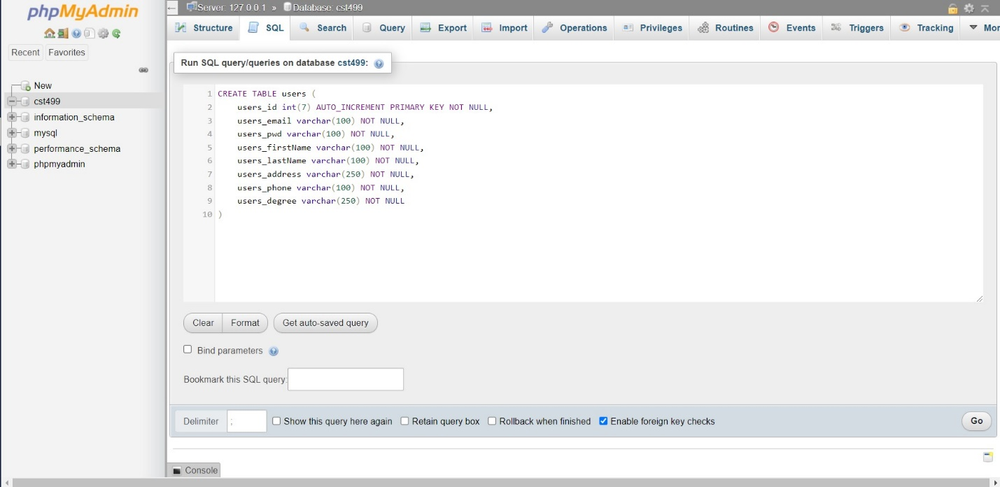 phpMyAdmin
Recent Favorites
New
cst499
information_schema
mysql
performance_schema
phpmyadmin
Server: 127.0.0.1 » Database: cst499
Structure SQL Search Query Export Import Operations Privileges Routines Events Triggers Tracking Mor
Run SQL query/queries on database cst499:
1 CREATE TABLE users (
2 users_id int(7) AUTO_INCREMENT PRIMARY KEY NOT NULL,
3 users_email varchar(100) NOT NULL,
4 users_pwd varchar(100) NOT NULL,
5 users_firstName varchar(100) NOT NULL,
6 users_lastName varchar(100) NOT NULL,
7 users_address varchar(250) NOT NULL,
8 users_phone varchar(100) NOT NULL,
9 users_degree varchar(250) NOT NULL
10 )
Clear Format Get auto-saved query
Bind parameters
Bookmark this SQL query:
Delimiter ; Show this query here again Retain query box Rollback when finished Enable foreign key checks Go
Console